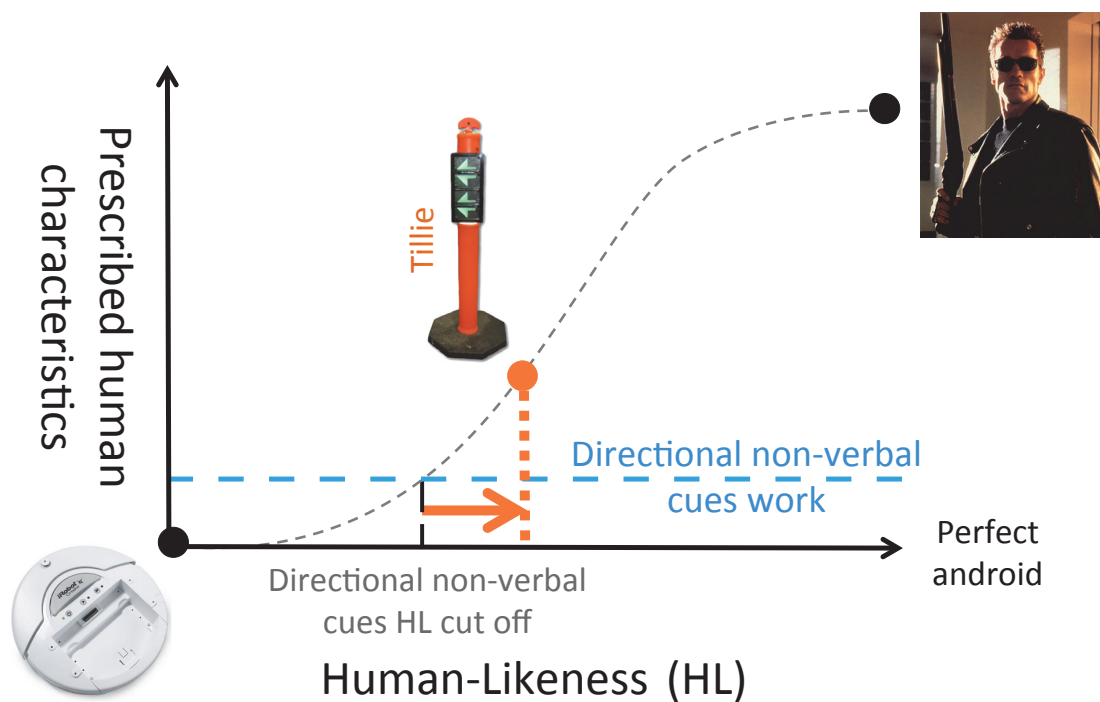 Prescribed human
characteristics
Tillie
Directional non-verbal
cues work
Perfect
android
iRobot
Directional non-verbal
cues HL cut off
Human-Likeness (HL)